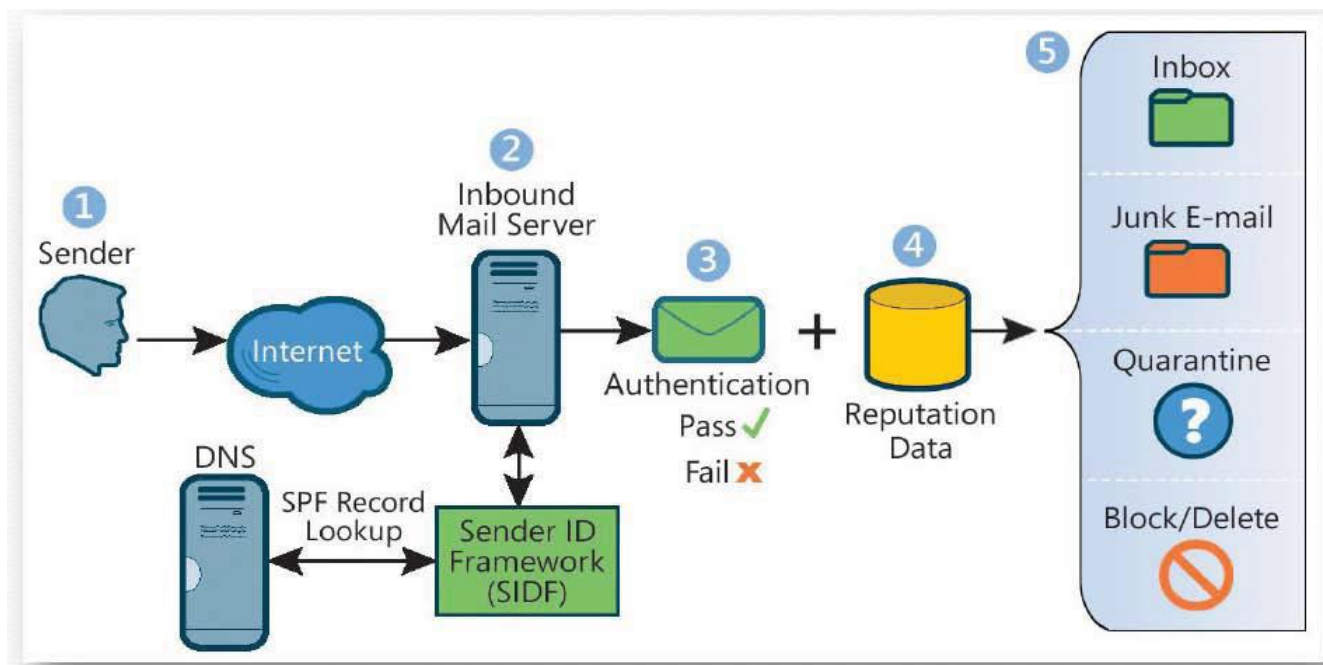 1
Sender
Internet
2
Inbound
Mail Server
3
Authentication
Pass
Fail
4
Reputation
Data
DNS
SPF Record
Lookup
Sender ID
Framework
(SIDF)
5
Inbox
Junk E-mail
Quarantine
?
Block/Delete